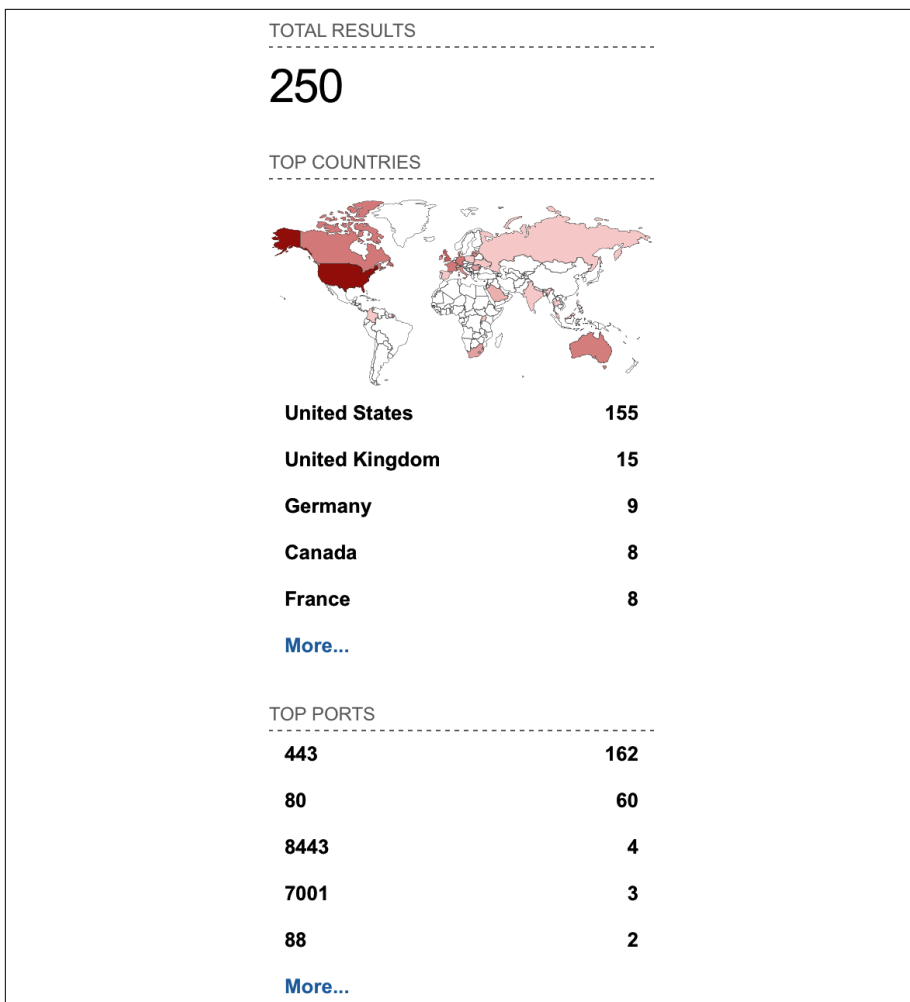 TOTAL RESULTS
250
TOP COUNTRIES
United States 155
United Kingdom 15
Germany 9
Canada 8
France 8
More...
TOP PORTS
443 162
80 60
8443 4
7001 3
88 2
More...